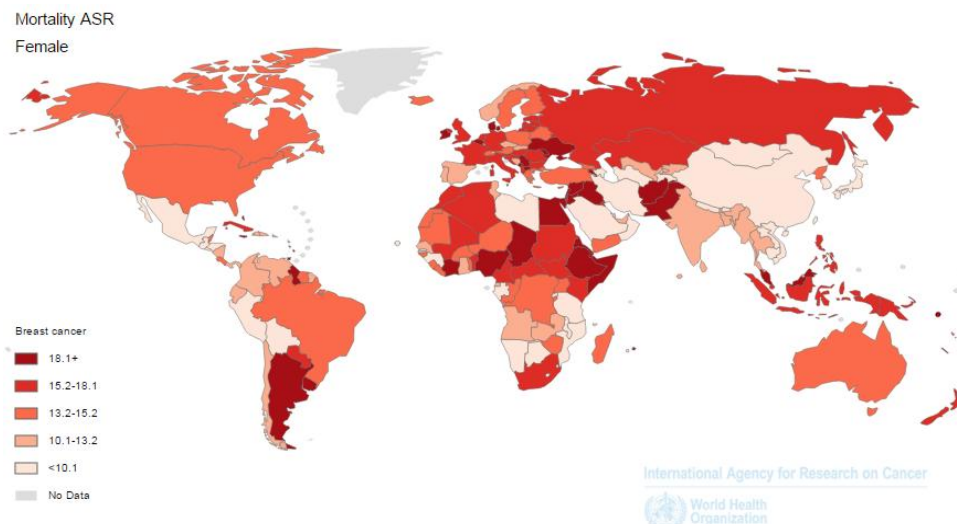 Mortality ASR
Female
Breast cancer
18.1+
15.2-18.1
13.2-15.2
10.1-13.2
<10.1
No Data
International Agency for Research on Cancer
World Health
Organization